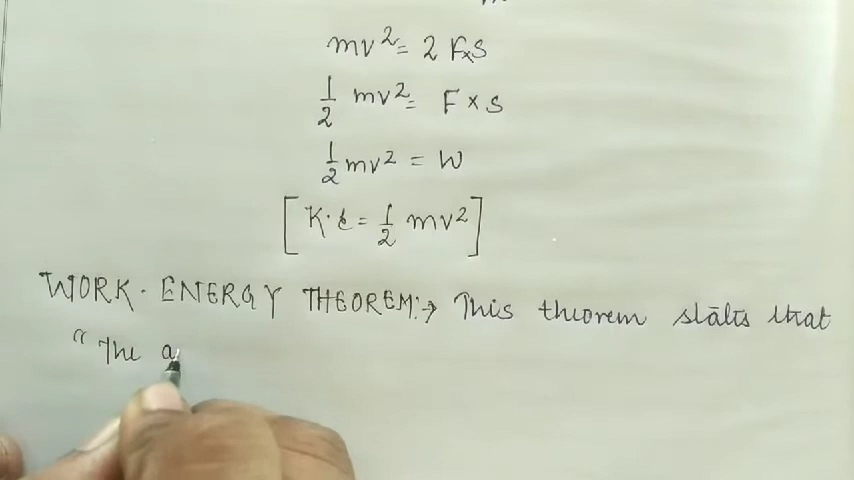 mv² = 2 F×S
1/2 mv² = F × S
1/2 mv² = W
[K.E = 1/2 mv²]
WORK. ENERGY THEOREM:→ This theorem states that
"The a